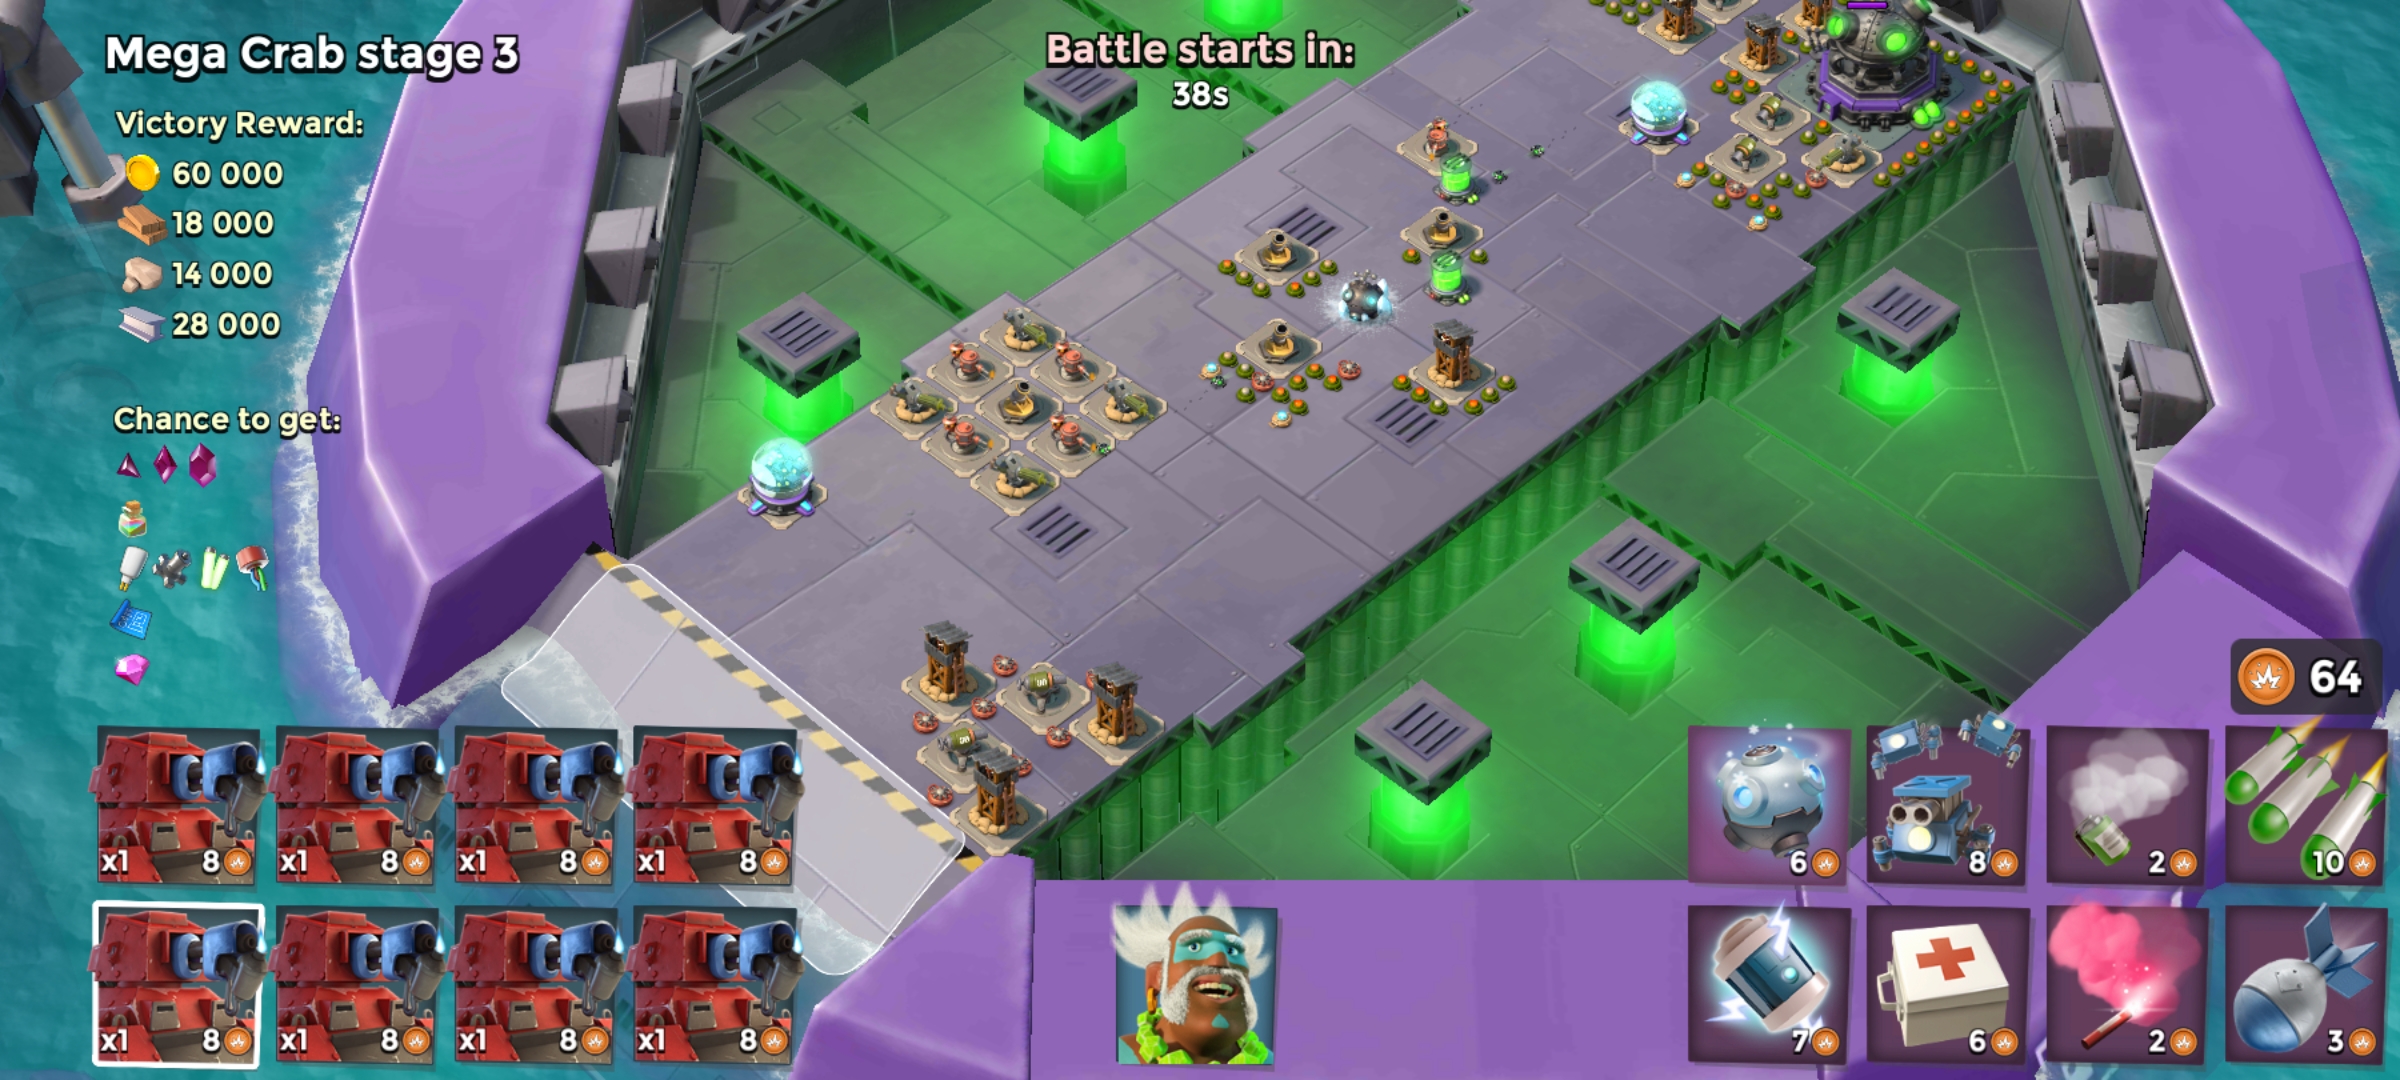 Mega Crab stage 3
Battle starts in:
38s
Victory Reward:
60 000
18 000
14 000
28 000
Chance to get:
64
x1 8
x1 8
x1 8
x1 8
6
8
2
10
x1 8
x1 8
x1 8
x1 8
7
6
2
3